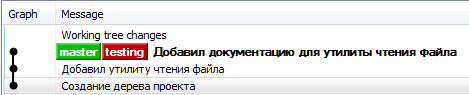 Graph Message
Working tree changes
master testing Добавил документацию для утилиты чтения файла
Добавил утилиту чтения файла
Создание дерева проекта